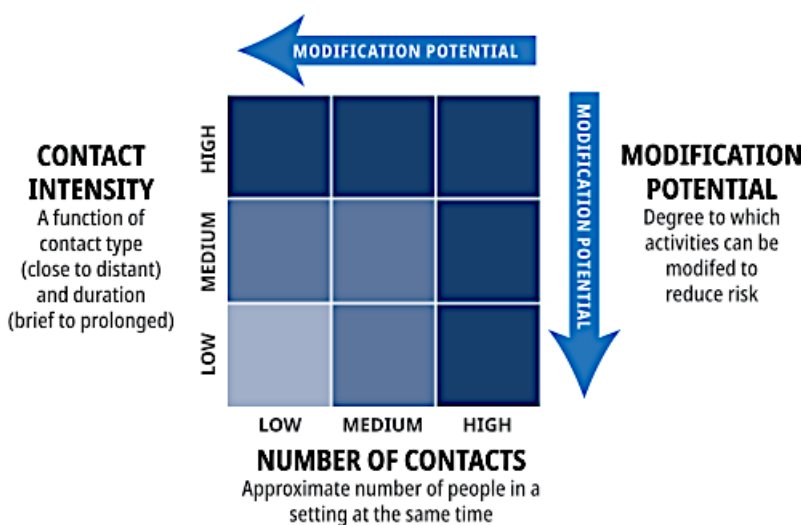 MODIFICATION POTENTIAL
CONTACT
INTENSITY
A function of
contact type
(close to distant)
and duration
(brief to prolonged)
HIGH
MEDIUM
LOW
MODIFICATION POTENTIAL
MODIFICATION
POTENTIAL
Degree to which
activities can be
modifed to
reduce risk
LOW MEDIUM HIGH
NUMBER OF CONTACTS
Approximate number of people in a
setting at the same time